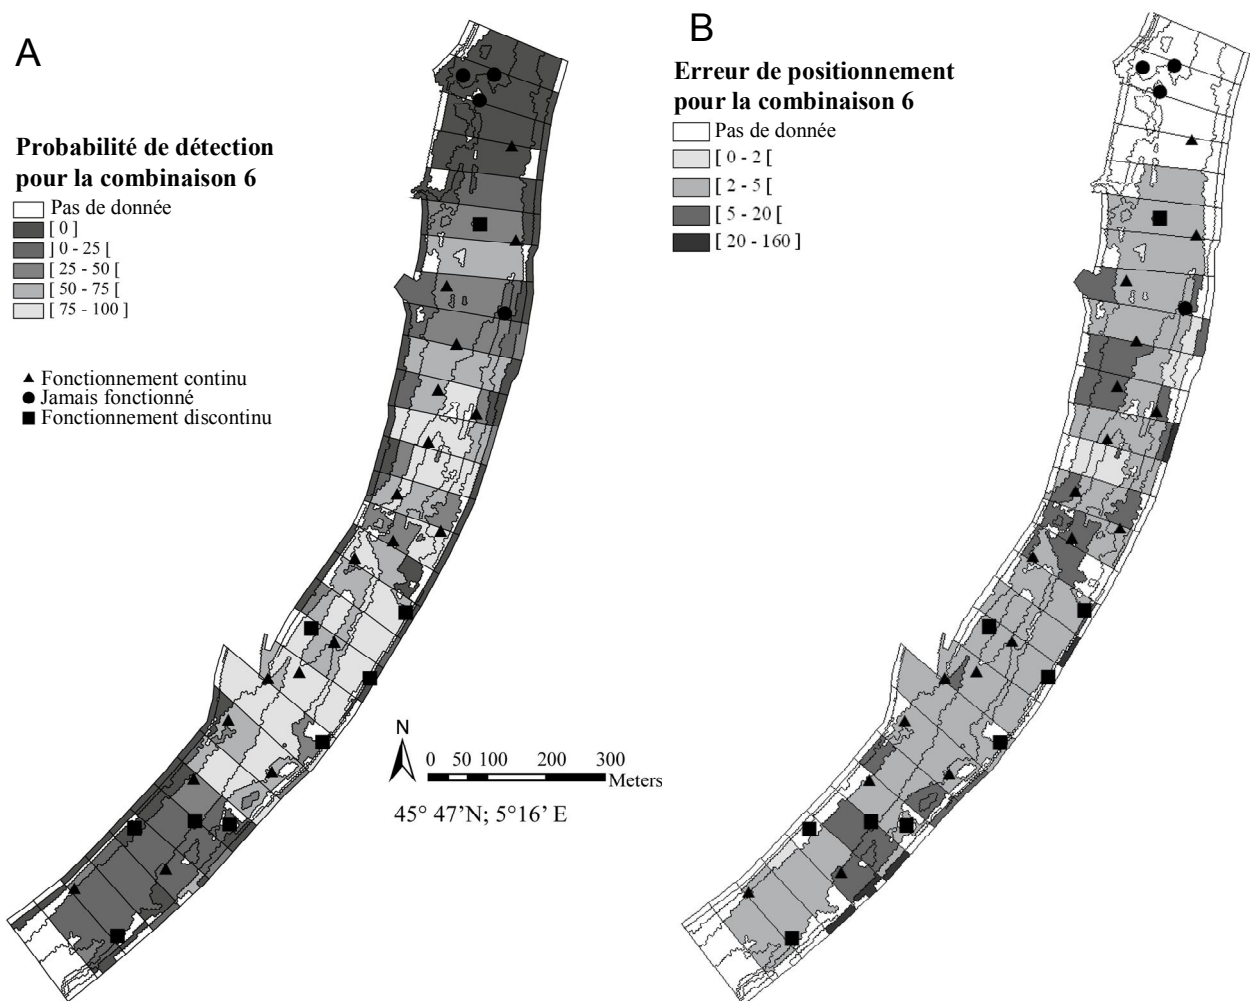 A
Probabilité de détection
pour la combinaison 6
Pas de donnée
[ 0 ]
] 0 - 25 [
[ 25 - 50 [
[ 50 - 75 [
[ 75 - 100 ]
Fonctionnement continu
Jamais fonctionné
Fonctionnement discontinu
N
0 50 100 200 300
Meters
45° 47’N; 5°16’ E
B
Erreur de positionnement
pour la combinaison 6
Pas de donnée
[ 0 - 2 [
[ 2 - 5 [
[ 5 - 20 [
[ 20 - 160 ]